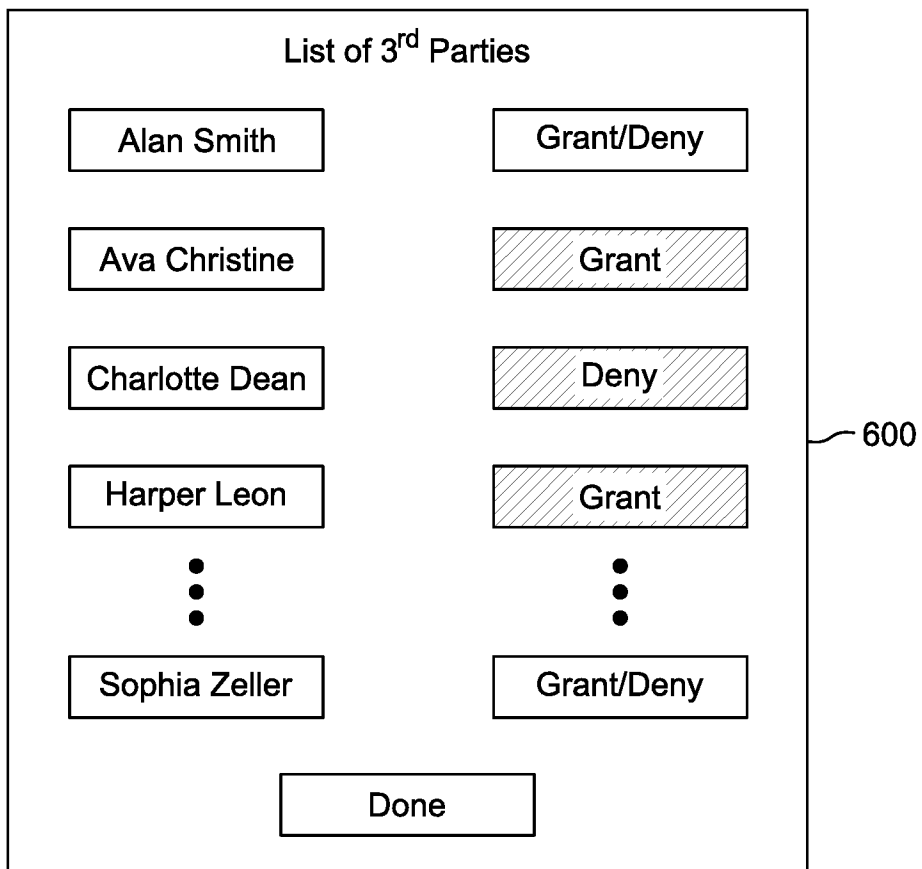 List of 3rd Parties
Alan Smith Grant/Deny
Ava Christine Grant
Charlotte Dean Deny
600
Harper Leon Grant
Sophia Zeller Grant/Deny
Done